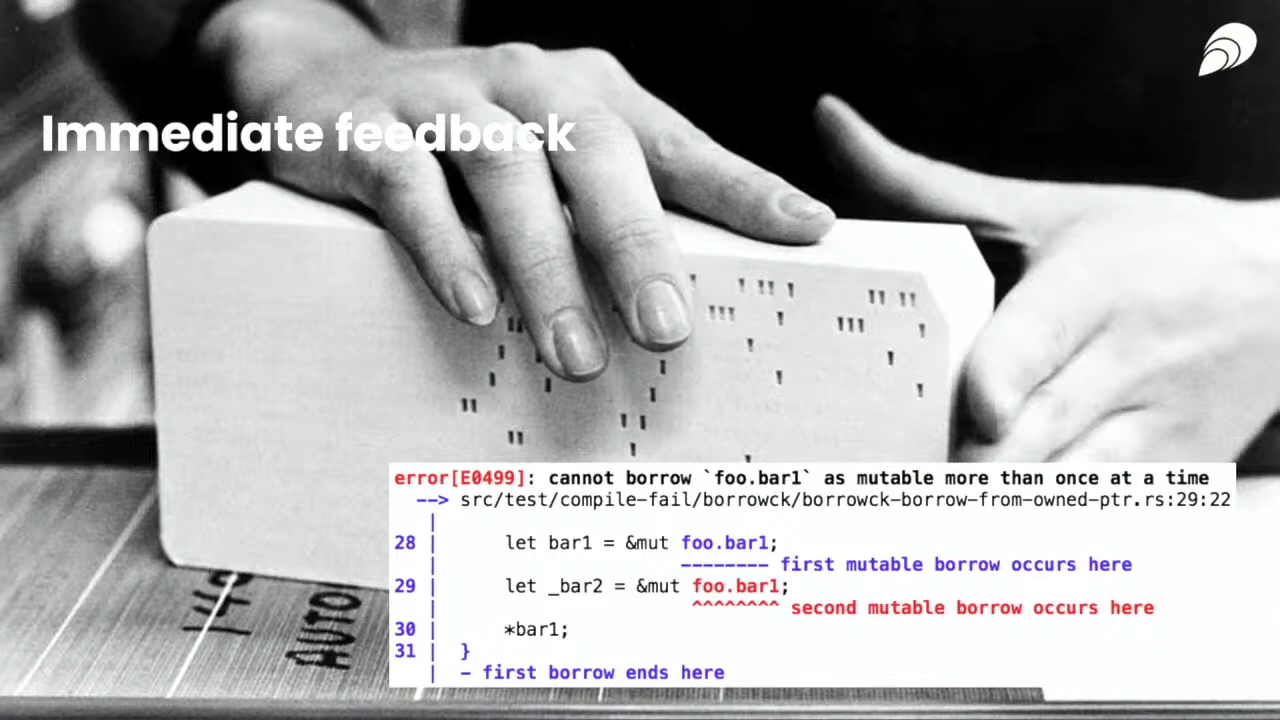 Immediate feedback
error[E0499]: cannot borrow `foo.bar1` as mutable more than once at a time
--> src/test/compile-fail/borrowck/borrowck-borrow-from-owned-ptr.rs:29:22
|
28 | let bar1 = &mut foo.bar1;
| -------- first mutable borrow occurs here
29 | let _bar2 = &mut foo.bar1;
| ^^^^^^^^ second mutable borrow occurs here
30 | *bar1;
31 | }
| - first borrow ends here
149
AUTO